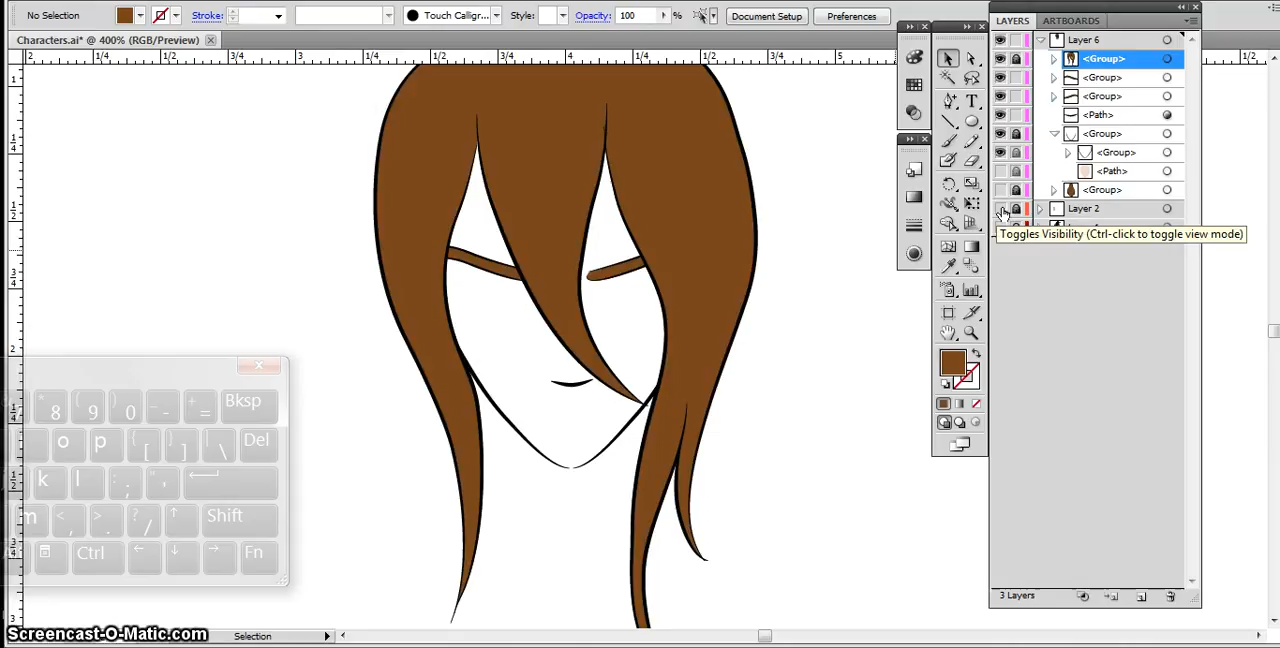 No Selection
Stroke:
Touch Calligr...
Style:
Opacity: 100 %
Document Setup
Preferences
Characters.ai* @ 400% (RGB/Preview)
LAYERS ARTBOARDS
Layer 6
<Group>
<Group>
<Group>
<Path>
<Group>
<Group>
<Path>
<Group>
Layer 2
Toggles Visibility (Ctrl-click to toggle view mode)
3 Layers
* 8 ( 9 ) 0 _ - + = Bksp
o p { [ } ] | \ Del
k l : ; " '
m < , > . ? / ↑ Shift
Ctrl ← ↓ → Fn
Screencast-O-Matic.com
Selection